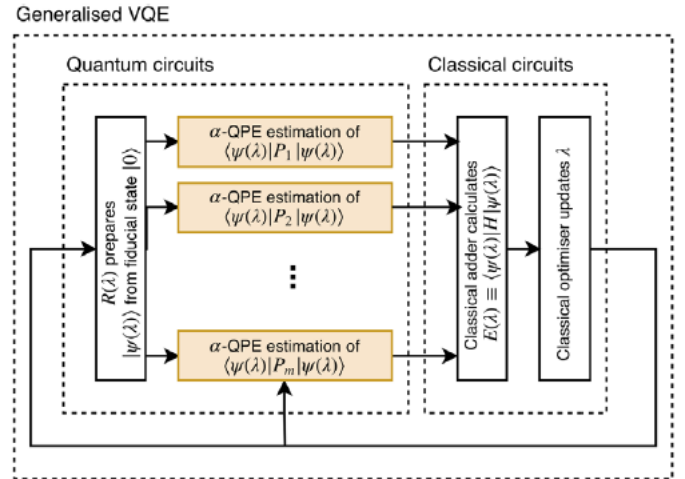 Generalised VQE
Quantum circuits
Classical circuits
R(λ) prepares
|ψ(λ)⟩ from fiducial state |0⟩
α-QPE estimation of
⟨ψ(λ)|P₁|ψ(λ)⟩
α-QPE estimation of
⟨ψ(λ)|P₂|ψ(λ)⟩
⋮
α-QPE estimation of
⟨ψ(λ)|Pₘ|ψ(λ)⟩
Classical adder calculates
E(λ) ≡ ⟨ψ(λ)|H|ψ(λ)⟩
Classical optimiser updates λ